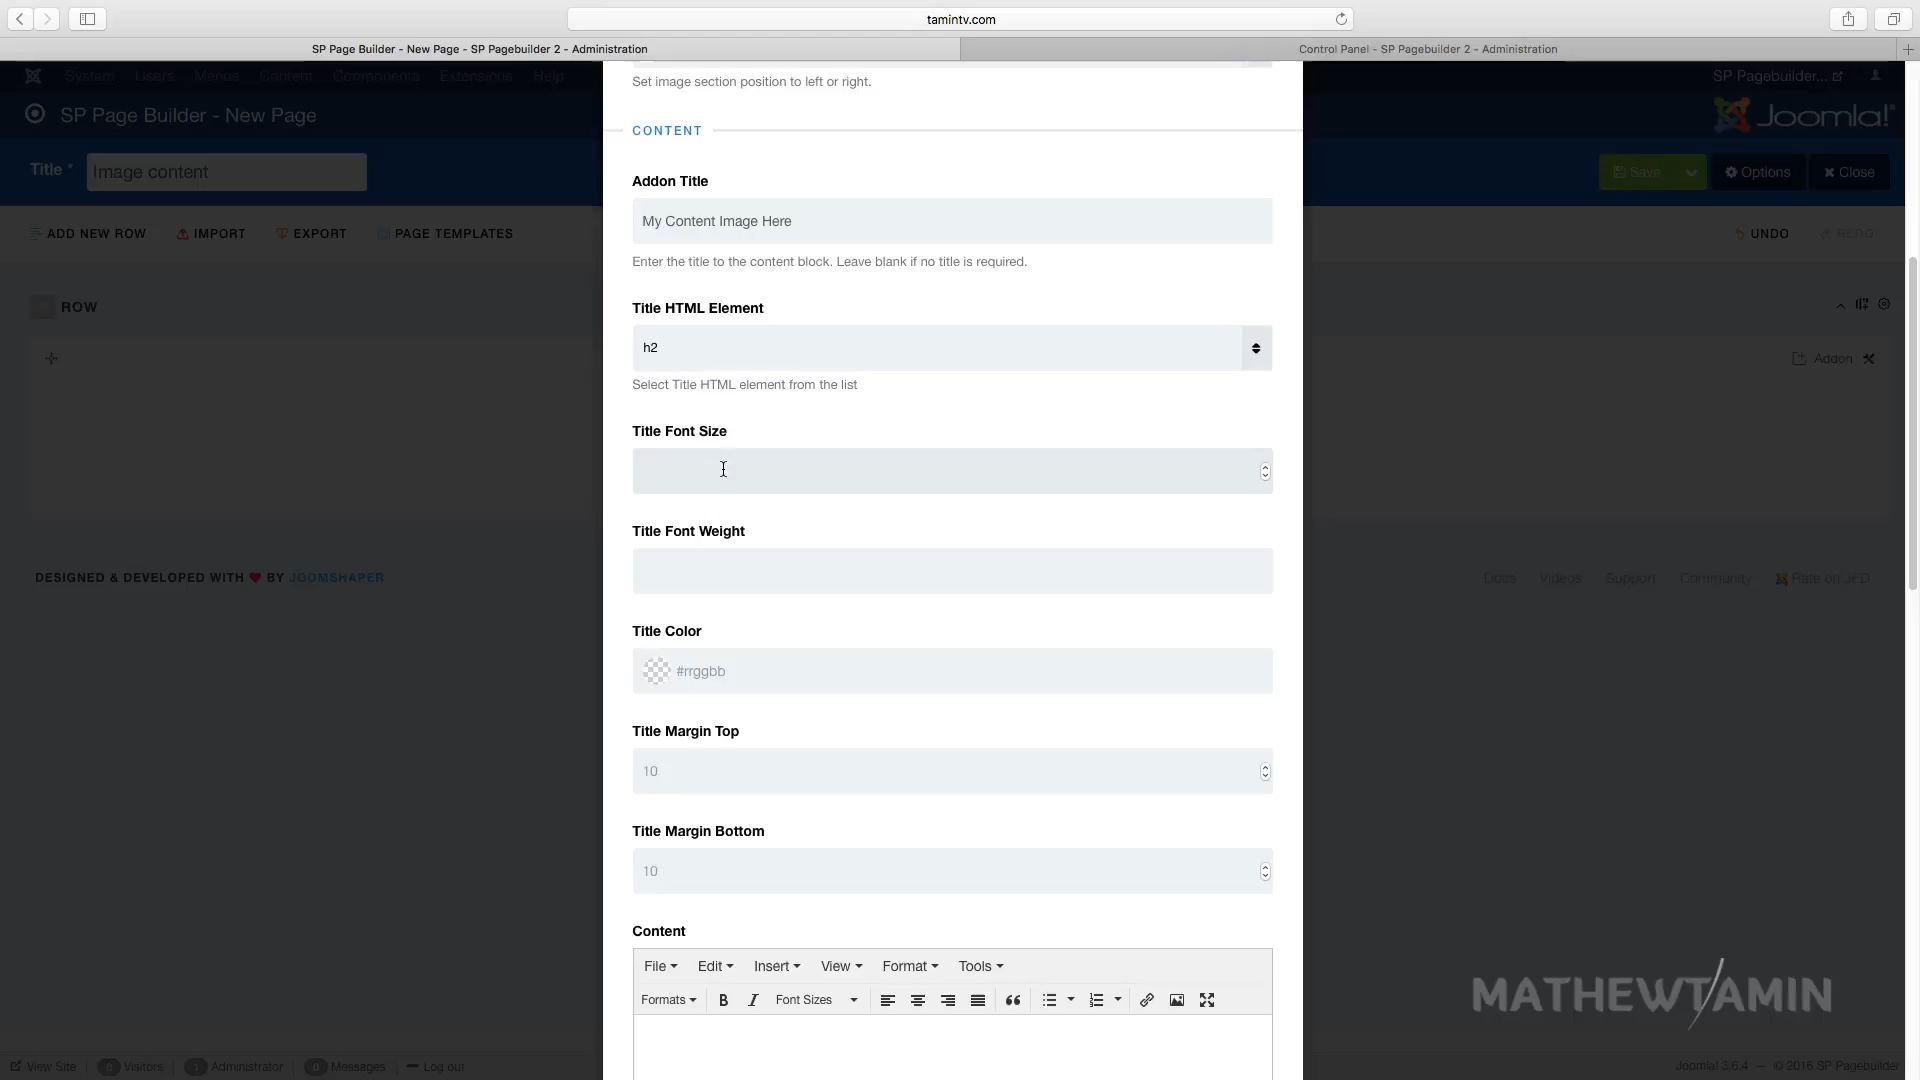 tamintv.com
SP Page Builder - New Page - SP Pagebuilder 2 - Administration
Control Panel - SP Pagebuilder 2 - Administration
System Users Menus Content Components Extensions Help
SP Pagebuilder...
SP Page Builder - New Page
Joomla!
Title *
Image content
Save
Options
Close
ADD NEW ROW
IMPORT
EXPORT
PAGE TEMPLATES
UNDO
REDO
ROW
Addon
DESIGNED & DEVELOPED WITH ♥ BY JOOMSHAPER
Docs Videos Support Community Rate on JED
Set image section position to left or right.
CONTENT
Addon Title
My Content Image Here
Enter the title to the content block. Leave blank if no title is required.
Title HTML Element
h2
Select Title HTML element from the list
Title Font Size
Title Font Weight
Title Color
#rrggbb
Title Margin Top
10
Title Margin Bottom
10
Content
File Edit Insert View Format Tools
Formats B I Font Sizes
MATHEWTAMIN
View Site 0 Visitors 1 Administrator 0 Messages Log out
Joomla! 3.6.4 — © 2016 SP Pagebuilder